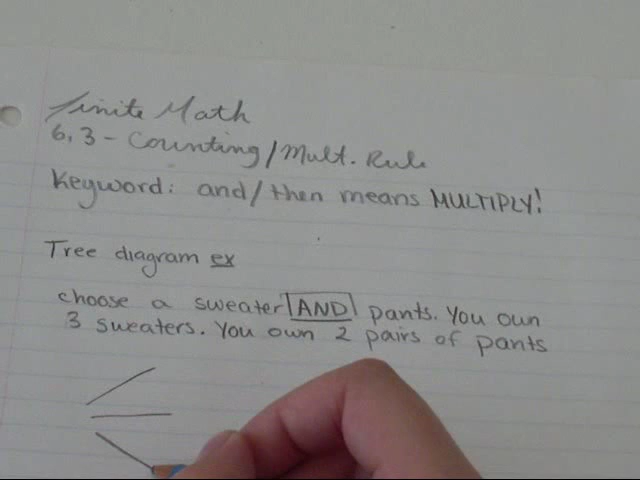 Finite Math
6.3 - Counting/Mult. Rule
Keyword: and/then means MULTIPLY!
Tree diagram ex
choose a sweater AND pants. You own
3 sweaters. You own 2 pairs of pants